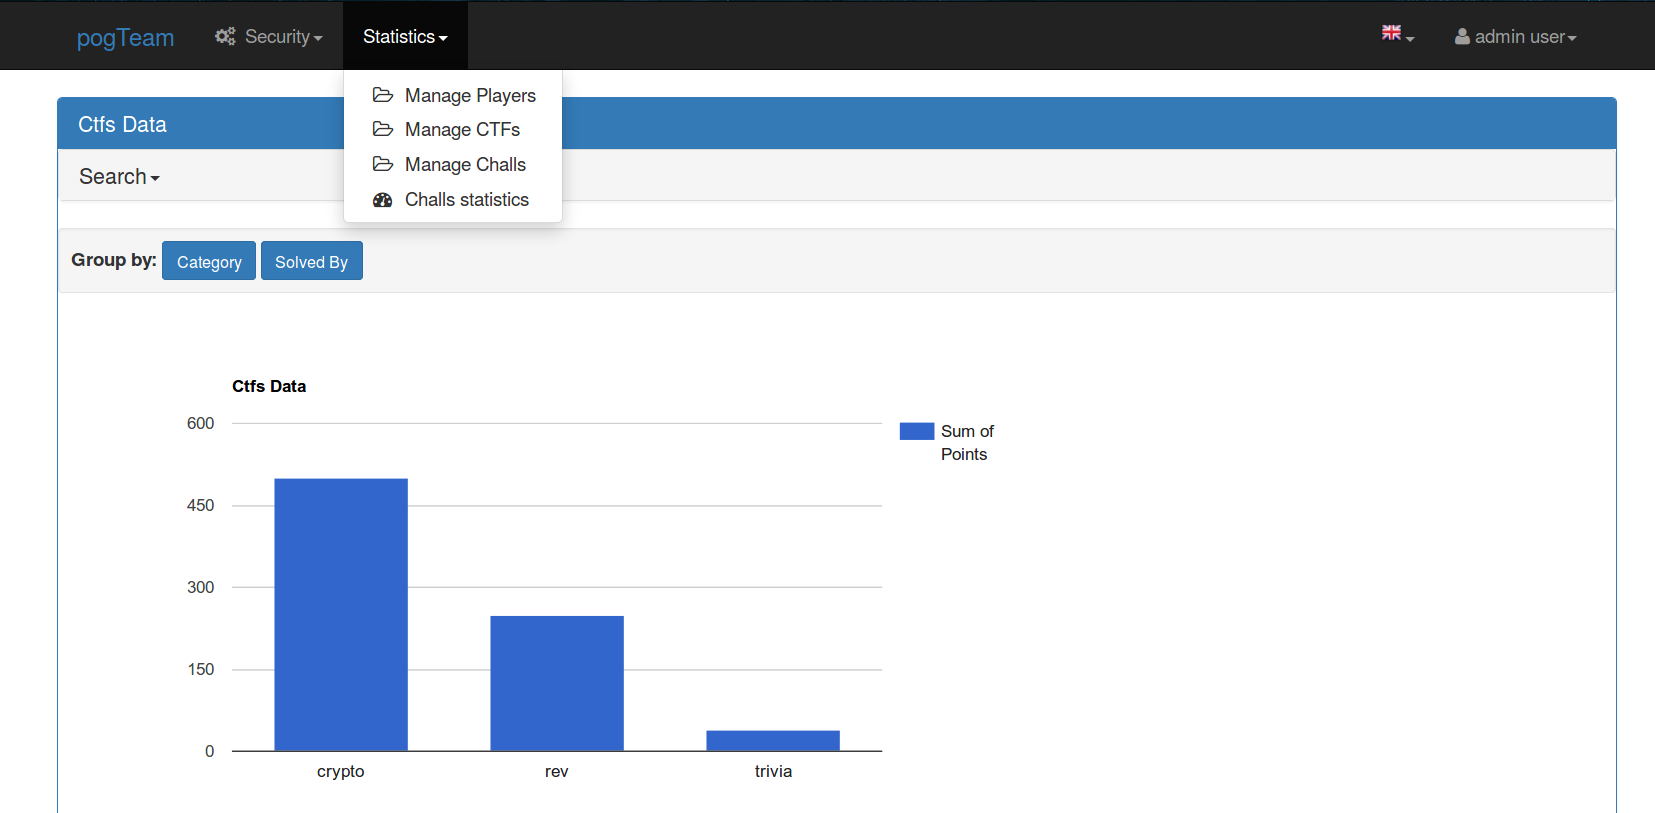 pogTeam Security Statistics admin user
Manage Players
Manage CTFs
Manage Challs
Challs statistics
Ctfs Data
Search
Group by: Category Solved By
Ctfs Data
600
450
300
150
0
crypto rev trivia
Sum of
Points